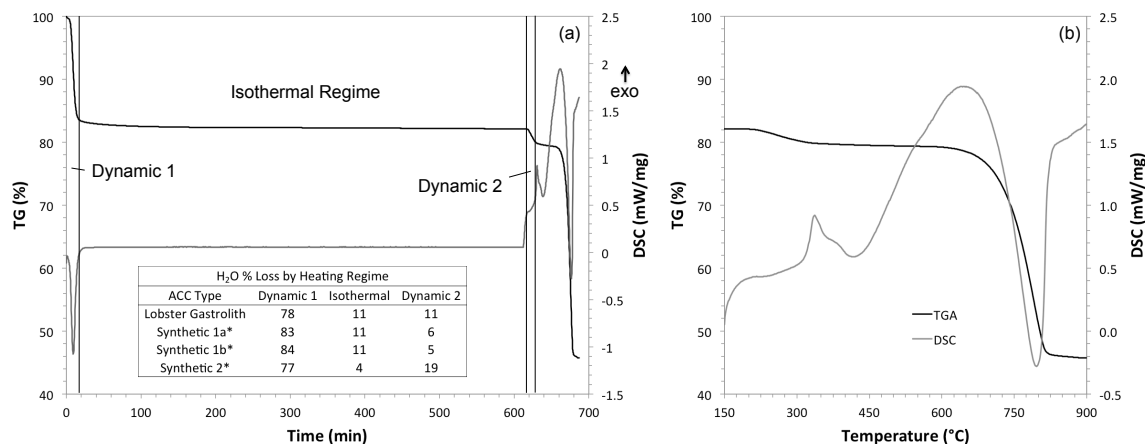 (a)
100
90
80
70
60
50
40
TG (%)
Isothermal Regime
Dynamic 1
Dynamic 2
exo
2.5
2
1.5
1
0.5
0
-0.5
-1
-1.5
DSC (mW/mg)
H₂O % Loss by Heating Regime
ACC Type Dynamic 1 Isothermal Dynamic 2
Lobster Gastrolith 78 11 11
Synthetic 1a* 83 11 6
Synthetic 1b* 84 11 5
Synthetic 2* 77 4 19
0 100 200 300 400 500 600 700
Time (min)
(b)
100
90
80
70
60
50
40
TG (%)
TGA
DSC
2.5
2.0
1.5
1.0
0.5
0.0
-0.5
DSC (mW/mg)
150 300 450 600 750 900
Temperature (°C)